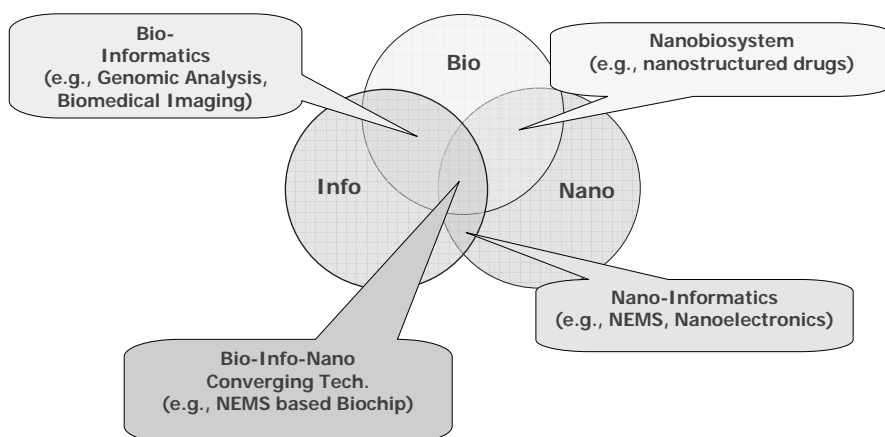 Bio-
Informatics
(e.g., Genomic Analysis,
Biomedical Imaging)
Nanobiosystem
(e.g., nanostructured drugs)
Bio
Info
Nano
Nano-Informatics
(e.g., NEMS, Nanoelectronics)
Bio-Info-Nano
Converging Tech.
(e.g., NEMS based Biochip)